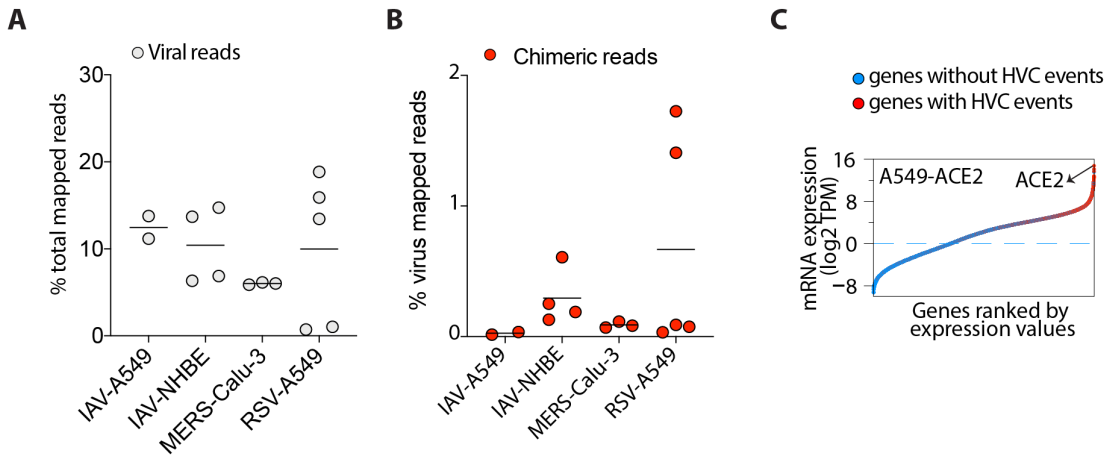 A
Viral reads
% total mapped reads
30
20
10
0
IAV-A549
IAV-NHBE
MERS-Calu-3
RSV-A549
B
Chimeric reads
% virus mapped reads
2
1
0
IAV-A549
IAV-NHBE
MERS-Calu-3
RSV-A549
C
genes without HVC events
genes with HVC events
mRNA expression
(log2 TPM)
16
8
0
−8
A549-ACE2
ACE2
Genes ranked by
expression values